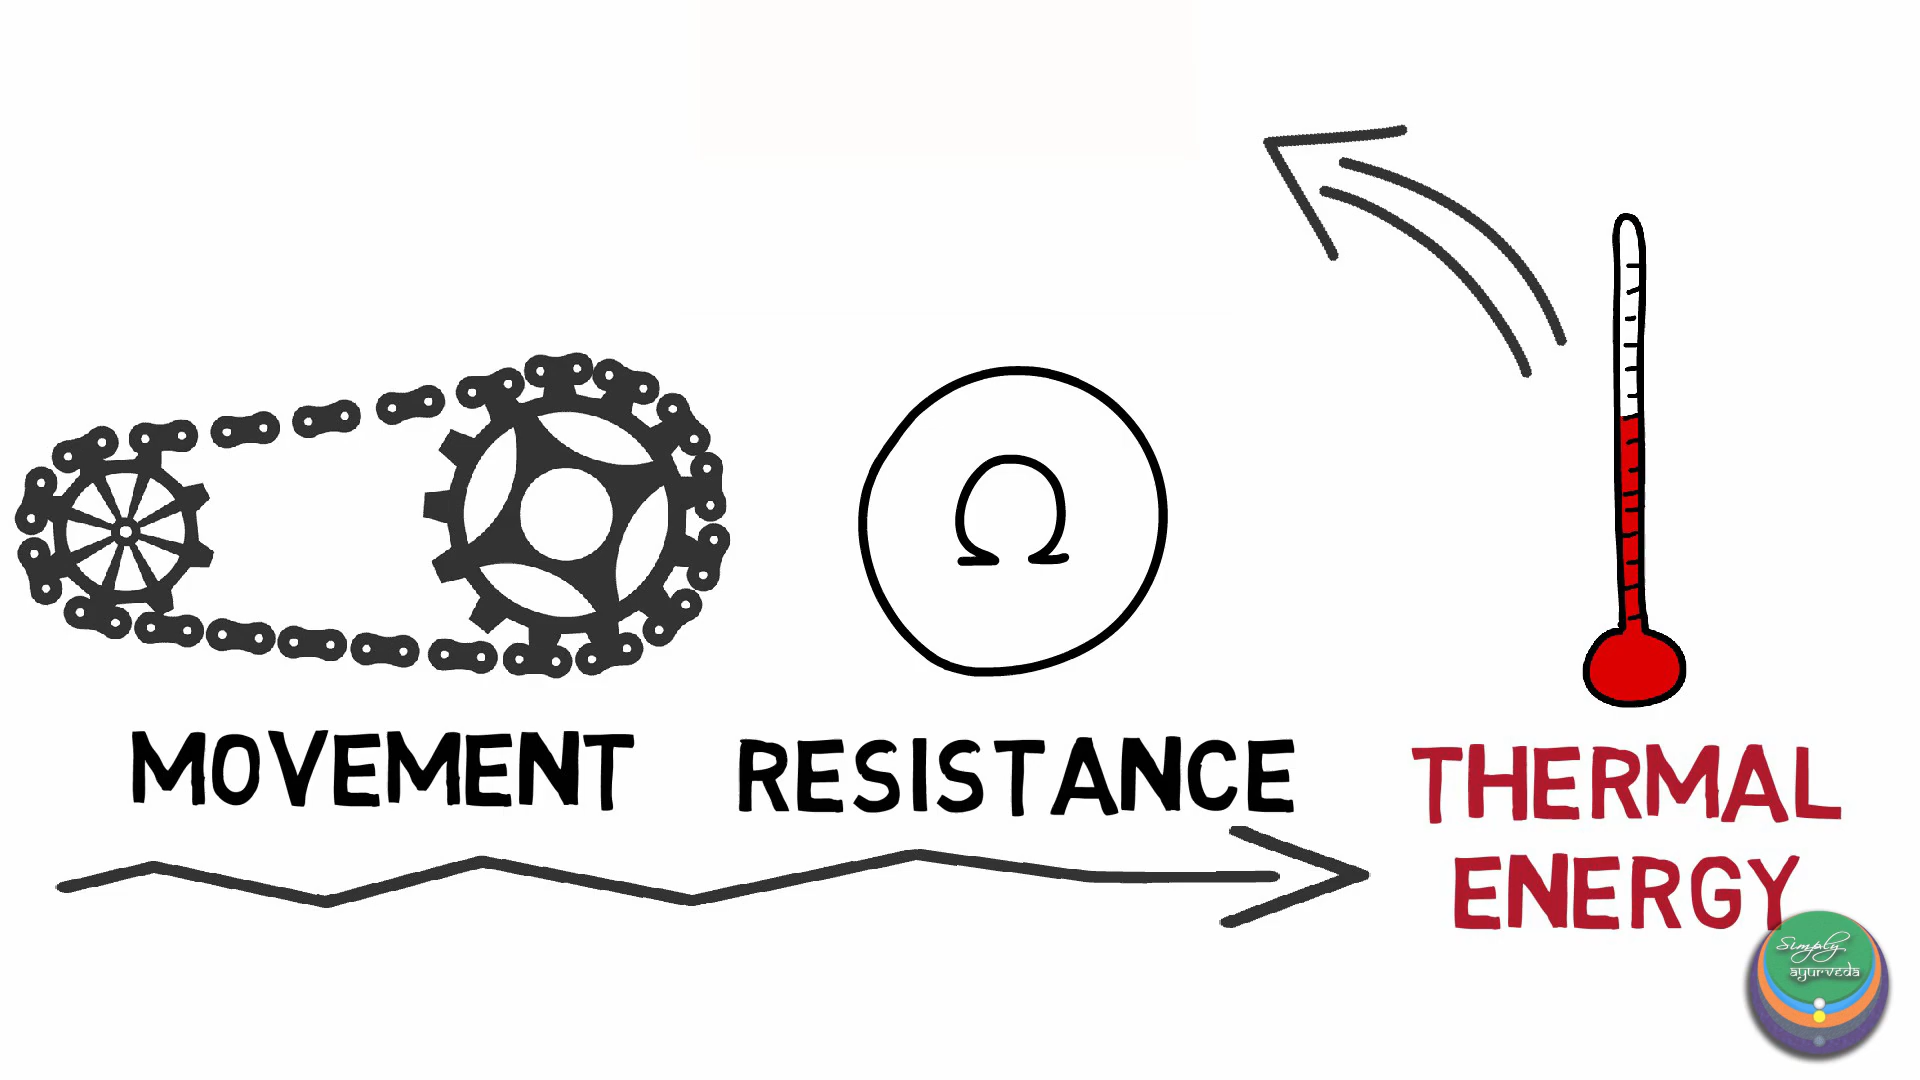 Ω
MOVEMENT
RESISTANCE
THERMAL
ENERGY
Simply
ayurveda